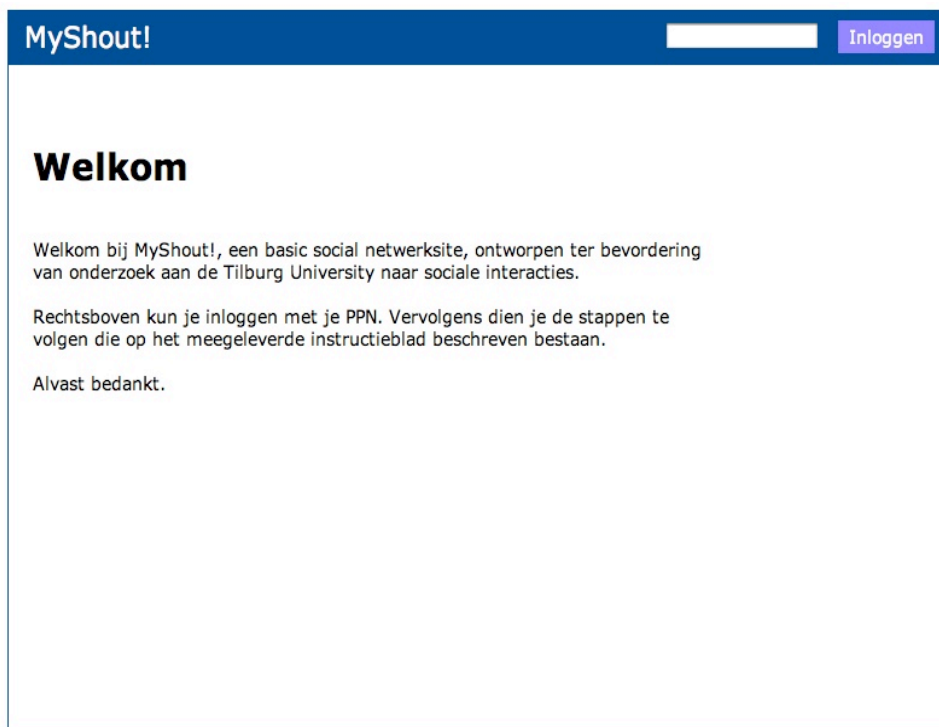 MyShout!
Inloggen
Welkom
Welkom bij MyShout!, een basic social netwerksite, ontworpen ter bevordering
van onderzoek aan de Tilburg University naar sociale interacties.
Rechtsboven kun je inloggen met je PPN. Vervolgens dien je de stappen te
volgen die op het meegeleverde instructieblad beschreven bestaan.
Alvast bedankt.